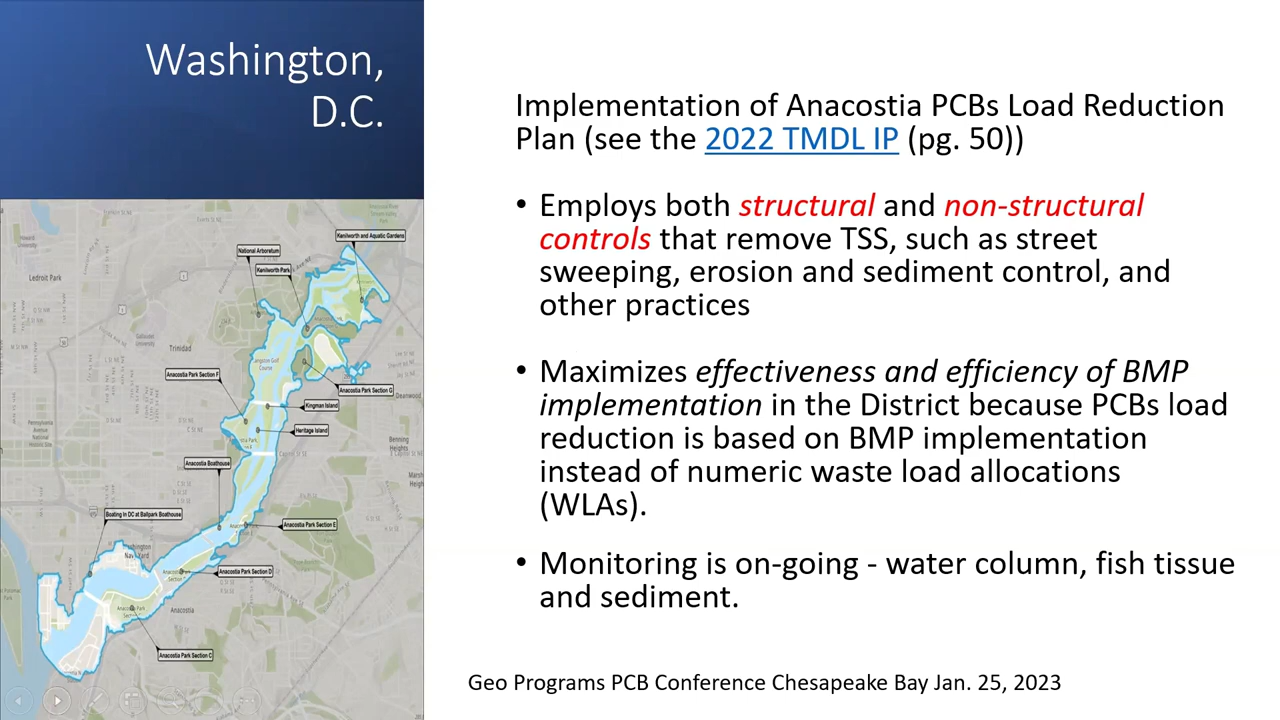 Washington,
D.C.
Implementation of Anacostia PCBs Load Reduction
Plan (see the 2022 TMDL IP (pg. 50))
• Employs both structural and non-structural
controls that remove TSS, such as street
sweeping, erosion and sediment control, and
other practices
• Maximizes effectiveness and efficiency of BMP
implementation in the District because PCBs load
reduction is based on BMP implementation
instead of numeric waste load allocations
(WLAs).
• Monitoring is on-going - water column, fish tissue
and sediment.
Geo Programs PCB Conference Chesapeake Bay Jan. 25, 2023
Kenilworth and Aquatic Gardens
National Arboretum
Kenilworth Park
Ledroit Park
Trinidad
Langston Golf
Course
Anacostia Park Section F
Anacostia Park Section G
Deanwood
Kingman Island
Heritage Island
Benning
Heights
Anacostia Boathouse
Boating in DC at Ballpark Boathouse
Anacostia Park Section E
Anacostia Park Section D
Anacostia
Anacostia Park Section C